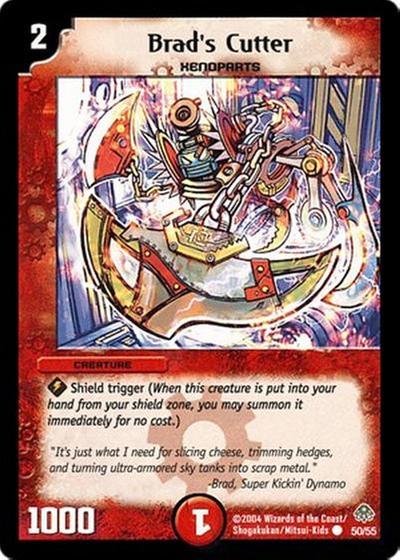 2 Brad's Cutter
XENOPARTS
CREATURE
Shield trigger (When this creature is put into your
hand from your shield zone, you may summon it
immediately for no cost.)
"It's just what I need for slicing cheese, trimming hedges,
and turning ultra-armored sky tanks into scrap metal."
-Brad, Super Kickin' Dynamo
1000
1
©2004 Wizards of the Coast/
Shogakukan/Mitsui-Kids 50/55